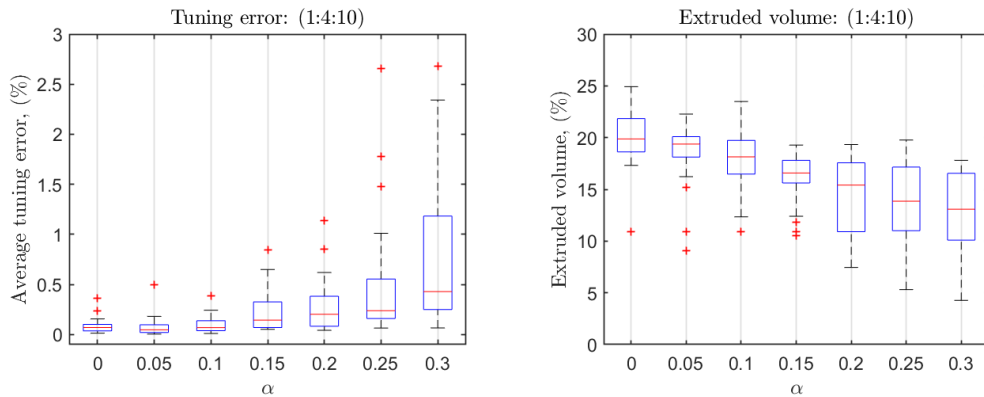 Tuning error: (1:4:10)
3
2.5
2
1.5
1
0.5
0
Average tuning error, (%)
0 0.05 0.1 0.15 0.2 0.25 0.3
α
Extruded volume: (1:4:10)
30
25
20
15
10
5
0
Extruded volume, (%)
0 0.05 0.1 0.15 0.2 0.25 0.3
α